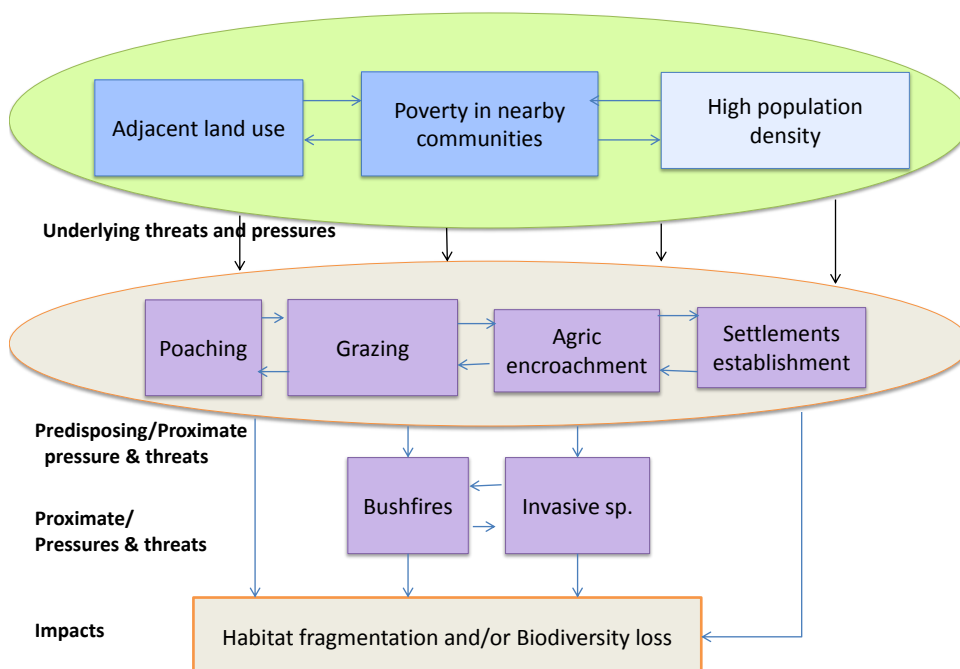 Adjacent land use
Poverty in nearby
communities
High population
density
Underlying threats and pressures
Poaching
Grazing
Agric
encroachment
Settlements
establishment
Predisposing/Proximate
pressure & threats
Bushfires
Invasive sp.
Proximate/
Pressures & threats
Impacts
Habitat fragmentation and/or Biodiversity loss